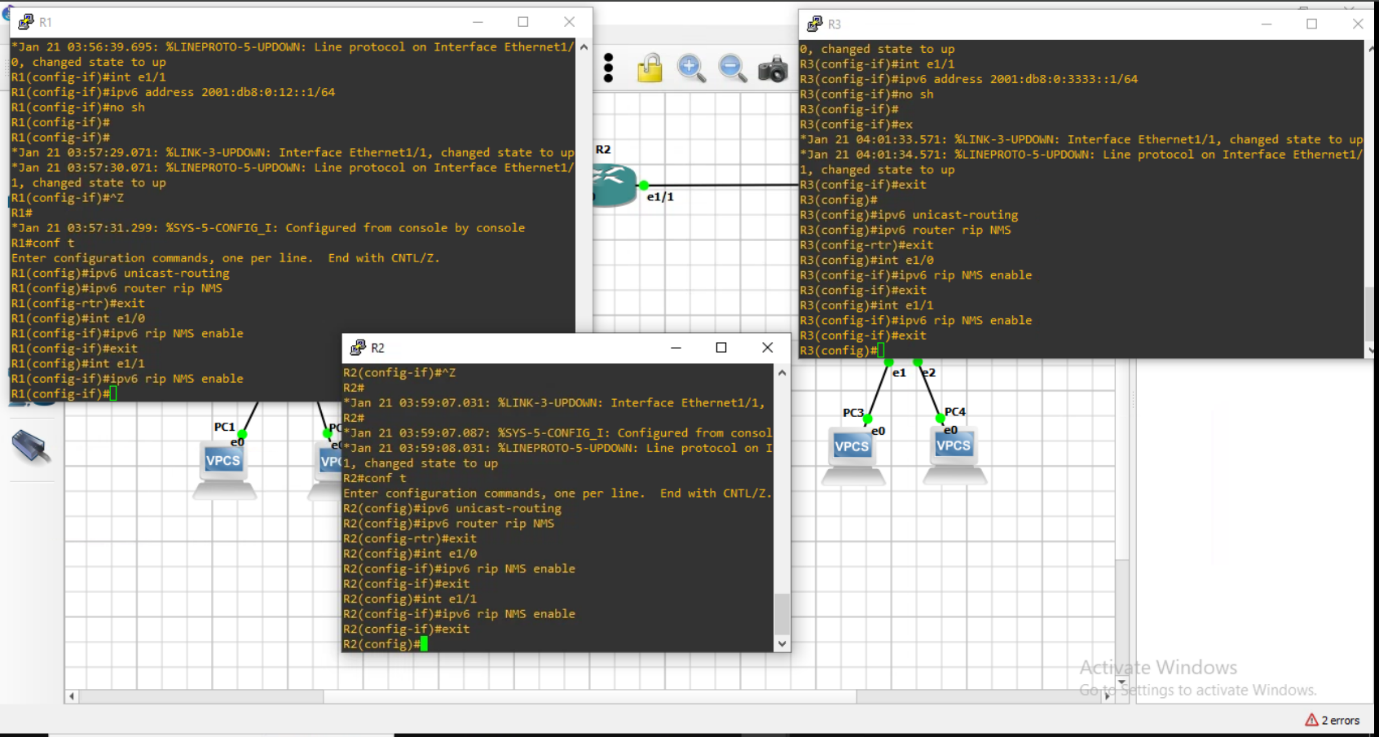 R1
*Jan 21 03:56:39.695: %LINEPROTO-5-UPDOWN: Line protocol on Interface Ethernet1/
0, changed state to up
R1(config-if)#int e1/1
R1(config-if)#ipv6 address 2001:db8:0:12::1/64
R1(config-if)#no sh
R1(config-if)#
R1(config-if)#
*Jan 21 03:57:29.071: %LINK-3-UPDOWN: Interface Ethernet1/1, changed state to up
*Jan 21 03:57:30.071: %LINEPROTO-5-UPDOWN: Line protocol on Interface Ethernet1/
1, changed state to up
R1(config-if)#^Z
R1#
*Jan 21 03:57:31.299: %SYS-5-CONFIG_I: Configured from console by console
R1#conf t
Enter configuration commands, one per line.  End with CNTL/Z.
R1(config)#ipv6 unicast-routing
R1(config)#ipv6 router rip NMS
R1(config-rtr)#exit
R1(config)#int e1/0
R1(config-if)#ipv6 rip NMS enable
R1(config-if)#exit
R1(config)#int e1/1
R1(config-if)#ipv6 rip NMS enable
R1(config-if)#
R3
0, changed state to up
R3(config-if)#int e1/1
R3(config-if)#ipv6 address 2001:db8:0:3333::1/64
R3(config-if)#no sh
R3(config-if)#
R3(config-if)#ex
*Jan 21 04:01:33.571: %LINK-3-UPDOWN: Interface Ethernet1/1, changed state to up
*Jan 21 04:01:34.571: %LINEPROTO-5-UPDOWN: Line protocol on Interface Ethernet1/
1, changed state to up
R3(config-if)#exit
R3(config)#
R3(config)#ipv6 unicast-routing
R3(config)#ipv6 router rip NMS
R3(config-rtr)#exit
R3(config)#int e1/0
R3(config-if)#ipv6 rip NMS enable
R3(config-if)#exit
R3(config)#int e1/1
R3(config-if)#ipv6 rip NMS enable
R3(config-if)#exit
R3(config)#
R2
e1/1
R2
R2(config-if)#^Z
R2#
*Jan 21 03:59:07.031: %LINK-3-UPDOWN: Interface Ethernet1/1,
R2#
*Jan 21 03:59:07.087: %SYS-5-CONFIG_I: Configured from consol
*Jan 21 03:59:08.031: %LINEPROTO-5-UPDOWN: Line protocol on I
1, changed state to up
R2#conf t
Enter configuration commands, one per line.  End with CNTL/Z.
R2(config)#ipv6 unicast-routing
R2(config)#ipv6 router rip NMS
R2(config-rtr)#exit
R2(config)#int e1/0
R2(config-if)#ipv6 rip NMS enable
R2(config-if)#exit
R2(config)#int e1/1
R2(config-if)#ipv6 rip NMS enable
R2(config-if)#exit
R2(config)#
PC1
e0
VPCS
e1
e2
PC3
e0
VPCS
PC4
e0
VPCS
Activate Windows
Go to Settings to activate Windows.
2 errors